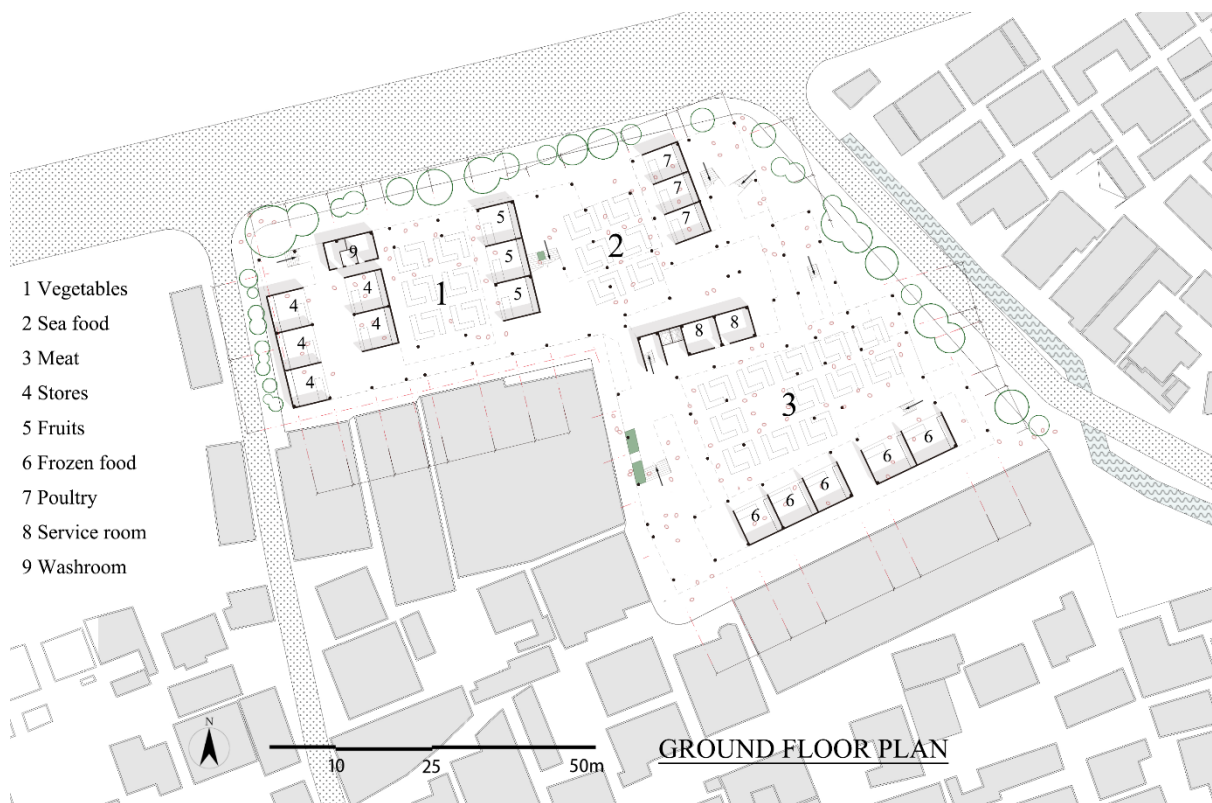 7
7
7
5
2
9
5
4
1
4
5
4
4
8
8
4
3
6
6
6
6
6
1 Vegetables
2 Sea food
3 Meat
4 Stores
5 Fruits
6 Frozen food
7 Poultry
8 Service room
9 Washroom
N
10 25 50m
GROUND FLOOR PLAN